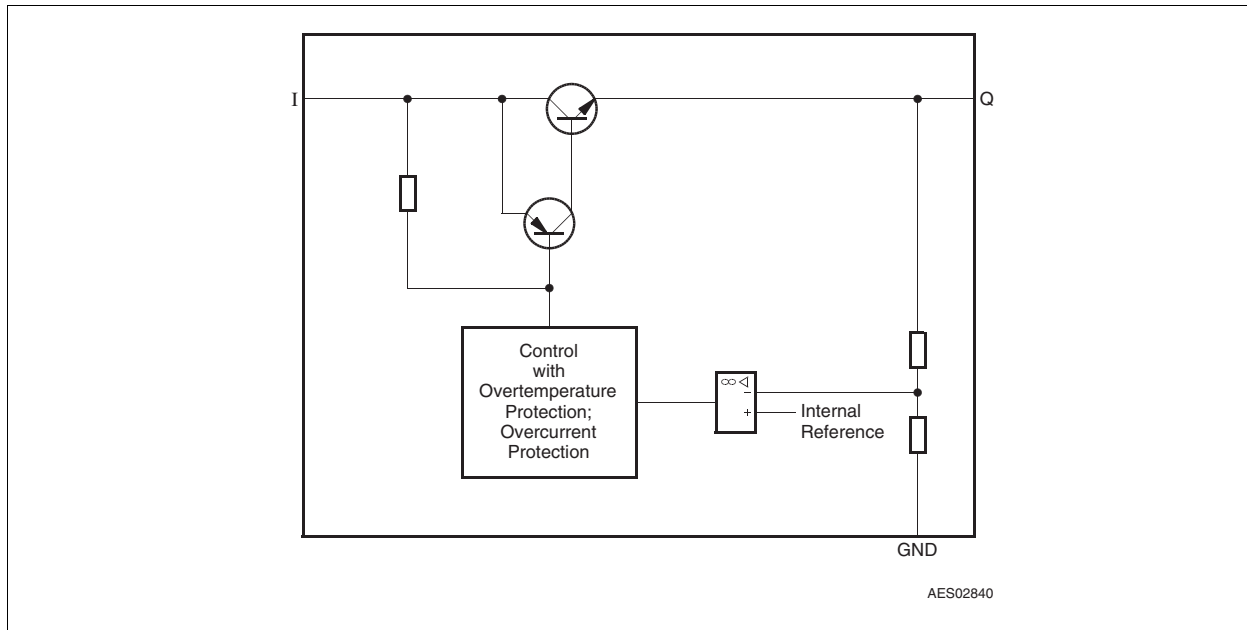 I
Q
Control
with
Overtemperature
Protection;
Overcurrent
Protection
∞ ◁
−
+
Internal
Reference
GND
AES02840